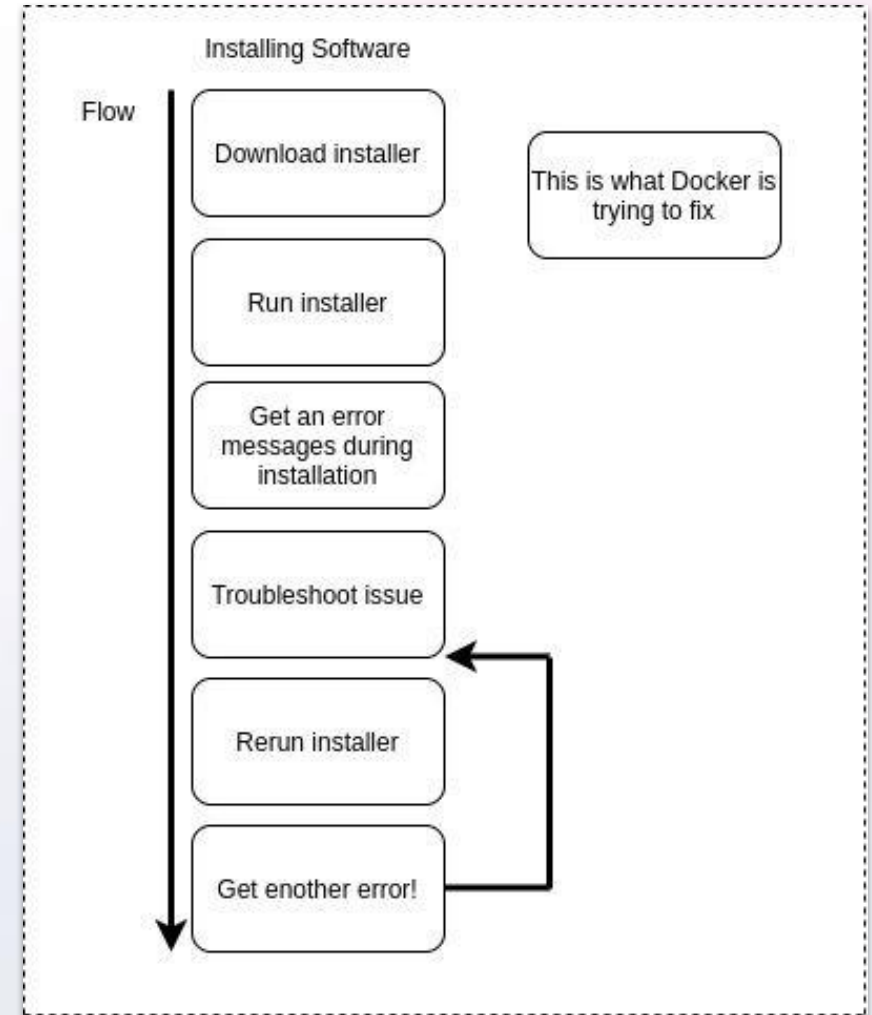 Installing Software
Flow
Download installer
This is what Docker is
trying to fix
Run installer
Get an error
messages during
installation
Troubleshoot issue
Rerun installer
Get enother error!